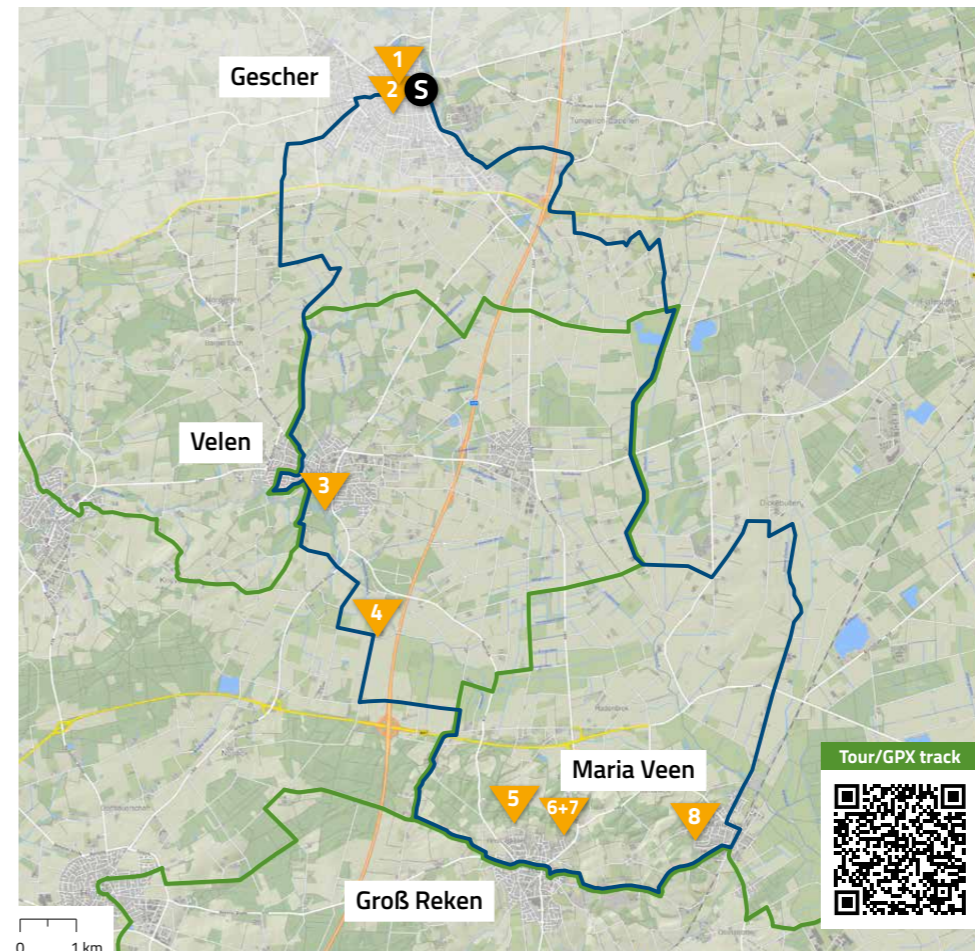 Gescher
1
2
S
Velen
3
4
Maria Veen
5
6+7
8
Groß Reken
Tour/GPX track
0 1 km